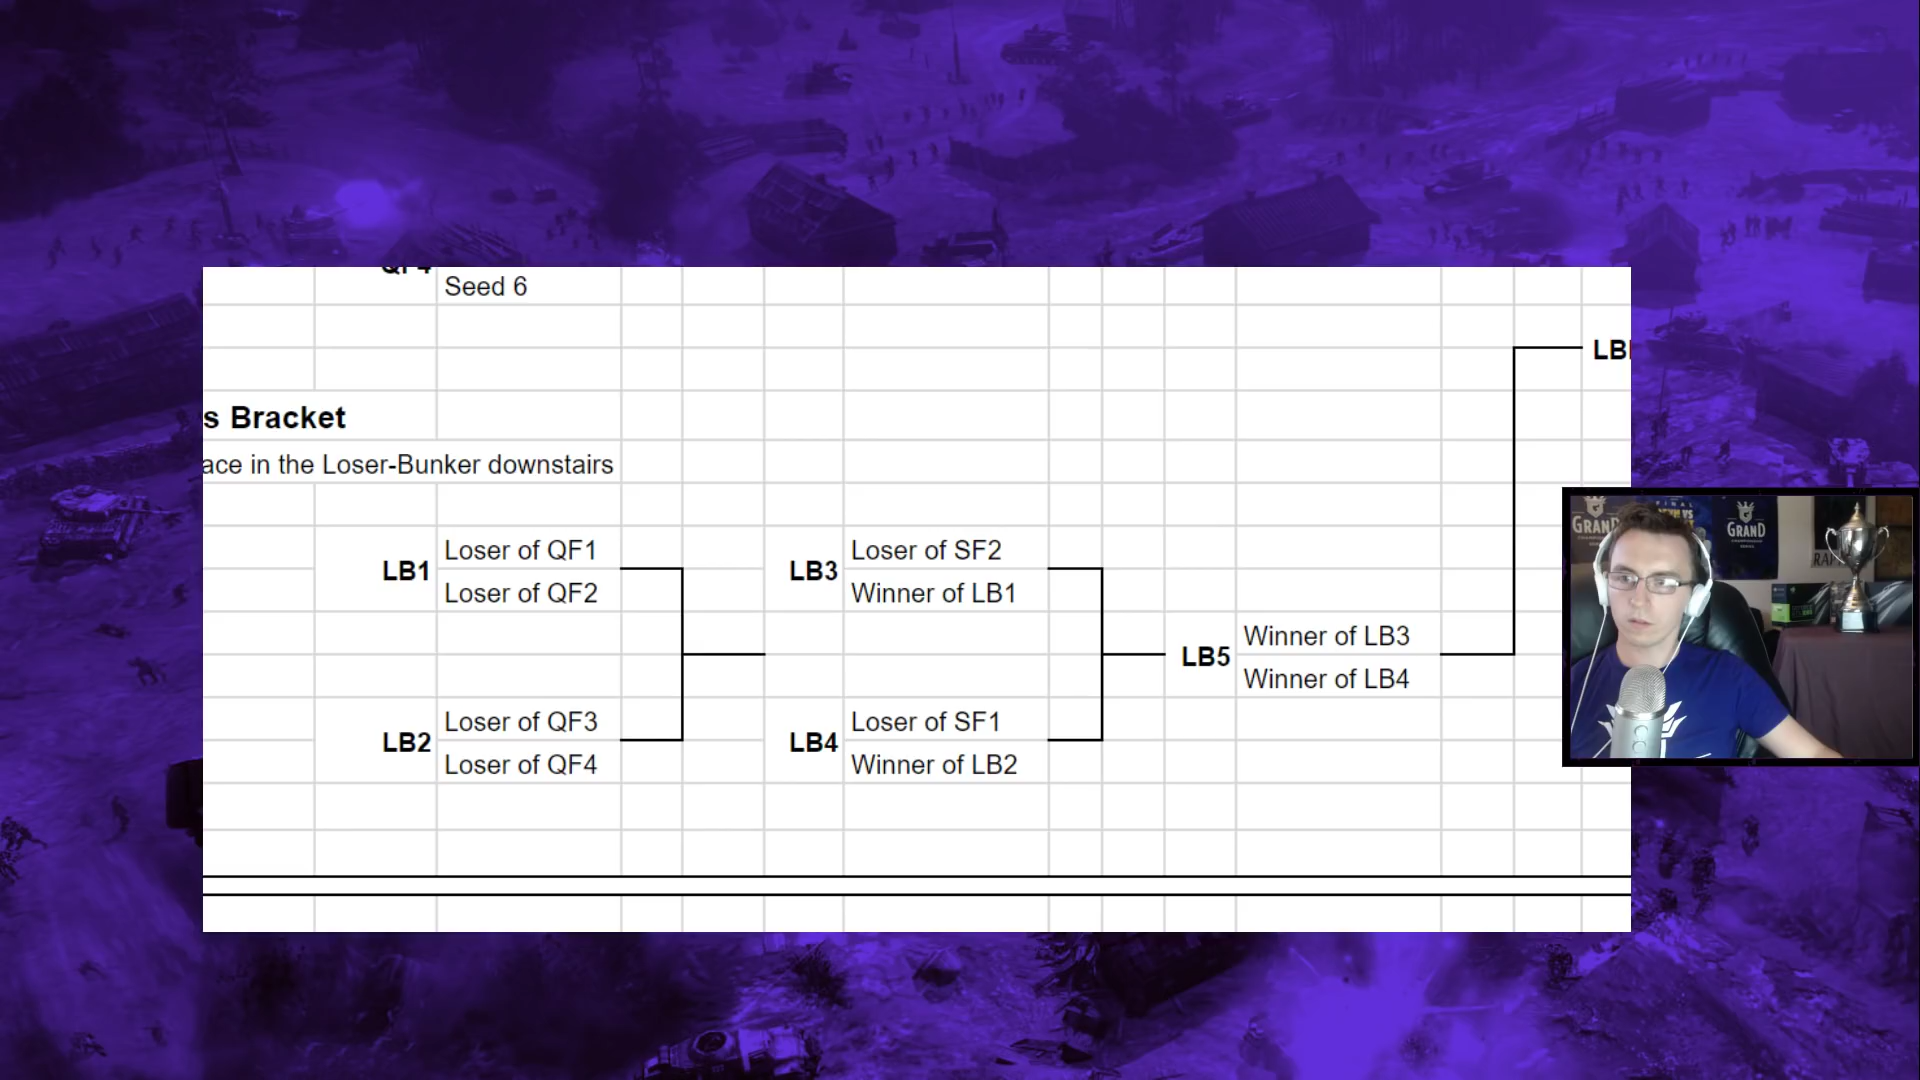 QF4
Seed 6
LB
s Bracket
ace in the Loser-Bunker downstairs
LB1
Loser of QF1
Loser of QF2
LB3
Loser of SF2
Winner of LB1
LB5
Winner of LB3
Winner of LB4
LB2
Loser of QF3
Loser of QF4
LB4
Loser of SF1
Winner of LB2
GRAND
GRAND